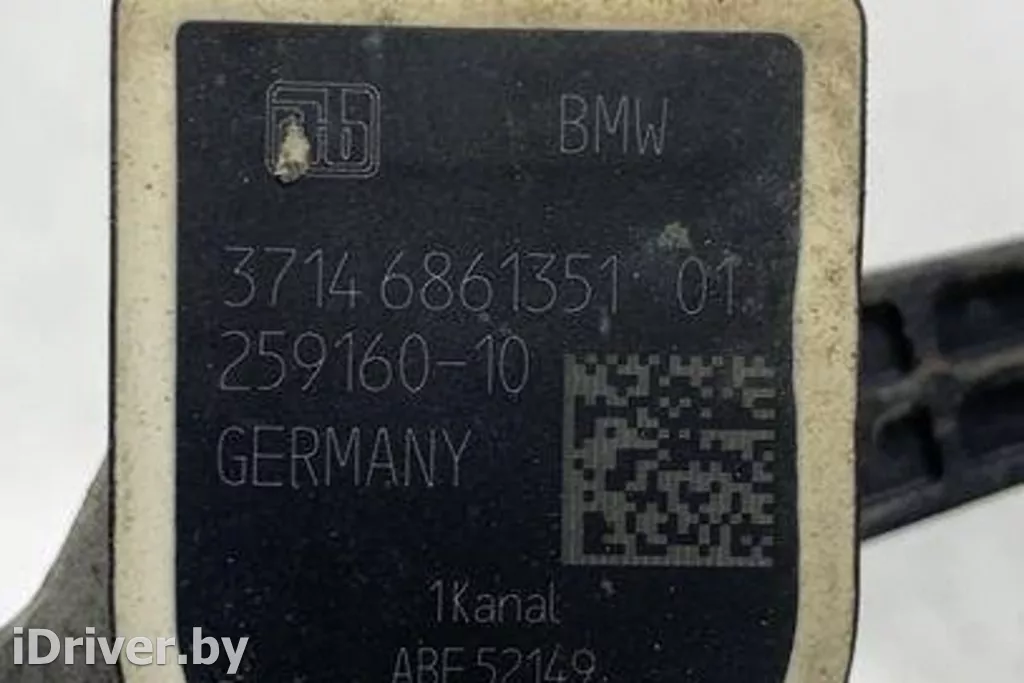 BMW
3714 6861351 01
259160-10
GERMANY
1Kanal
ABE 52149
iDriver.by